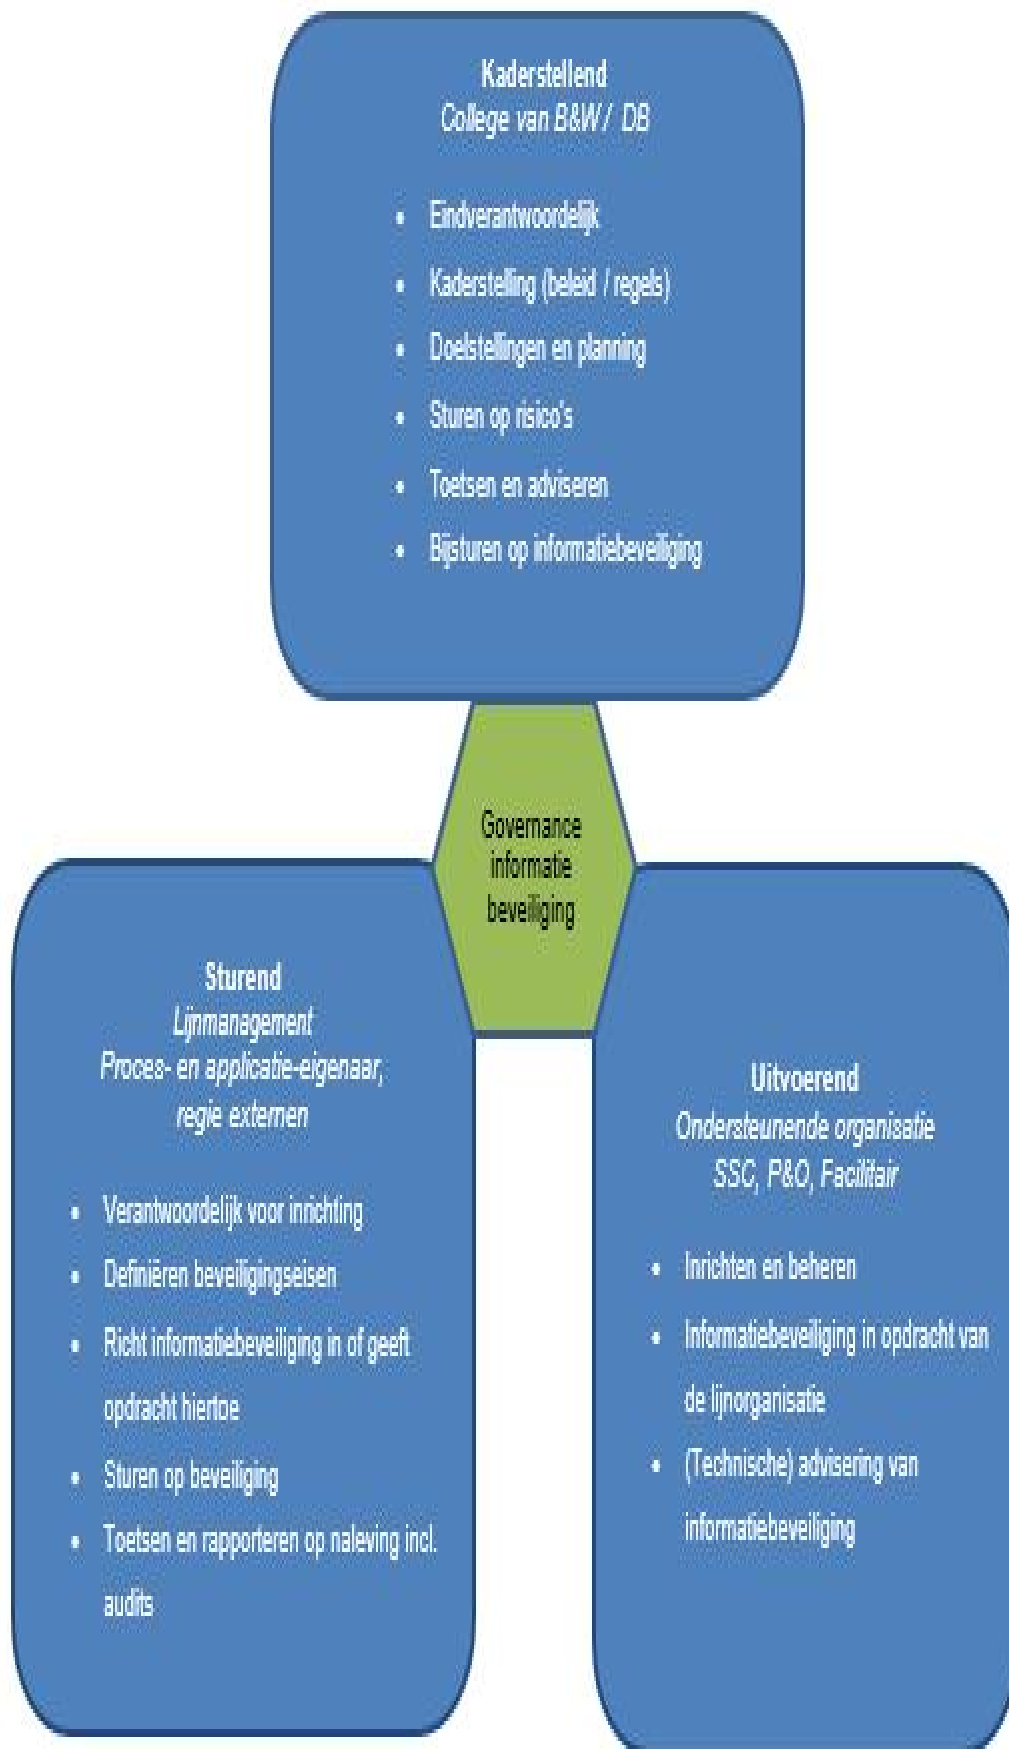 Kaderstellend
College van B&W / DB
• Eindverantwoordelijk
• Kaderstelling (beleid / regels)
• Doelstellingen en planning
• Sturen op risico's
• Toetsen en adviseren
• Bijsturen op informatiebeveiliging
Governance
informatie
beveiliging
Sturend
Lijnmanagement
Proces- en applicatie-eigenaar,
regie externen
• Verantwoordelijk voor inrichting
• Definiëren beveiligingseisen
• Richt informatiebeveiliging in of geeft
opdracht hiertoe
• Sturen op beveiliging
• Toetsen en rapporteren op naleving incl.
audits
Uitvoerend
Ondersteunende organisatie
SSC, P&O, Facilitair
• Inrichten en beheren
• Informatiebeveiliging in opdracht van
de lijnorganisatie
• (Technische) advisering van
informatiebeveiliging